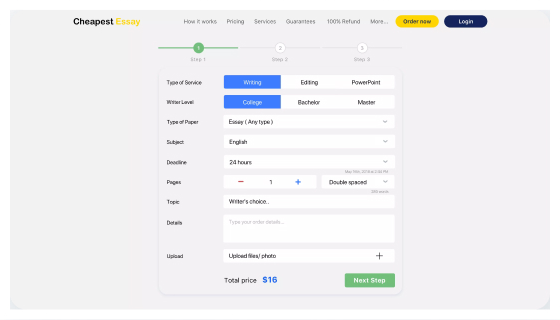 Cheapest Essay
How it works Pricing Services Guarantees 100% Refund More... Order now Login
1 2 3
Step 1 Step 2 Step 3
Type of Service Writing Editing PowerPoint
Writer Level College Bachelor Master
Type of Paper Essay ( Any type )
Subject English
Deadline 24 hours
Pages − 1 + Double spaced
Topic Writer's choice..
Details Type your order details...
Upload Upload files/ photo +
Total price $16 Next Step